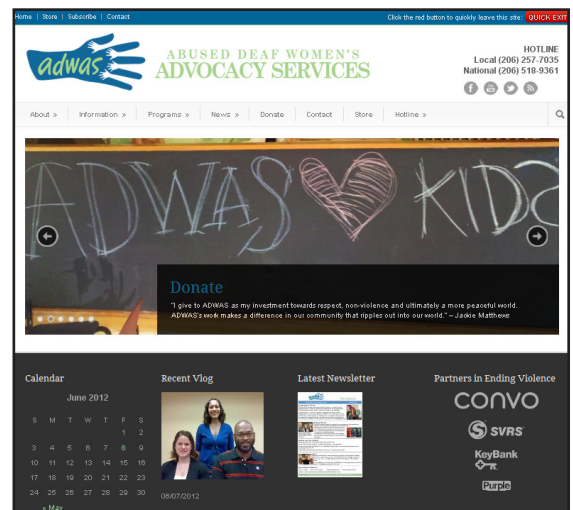 Home | Store | Subscribe | Contact
Click the red button to quickly leave this site: QUICK EXIT
adwas
ABUSED DEAF WOMEN'S
ADVOCACY SERVICES
HOTLINE
Local (206) 257-7035
National (206) 518-9361
About » Information » Programs » News » Donate Contact Store Hotline »
ADWAS KIDS
Donate
"I give to ADWAS as my investment towards respect, non-violence and ultimately a more peaceful world.
ADWAS's work makes a difference in our community that ripples out into our world." – Jackie Matthews
Calendar
June 2012
S M T W T F S
1 2
3 4 5 6 7 8 9
10 11 12 13 14 15 16
17 18 19 20 21 22 23
24 25 26 27 28 29 30
« May
Recent Vlog
06/07/2012
Latest Newsletter
Partners in Ending Violence
CONVO
SVRS
KeyBank
Purple